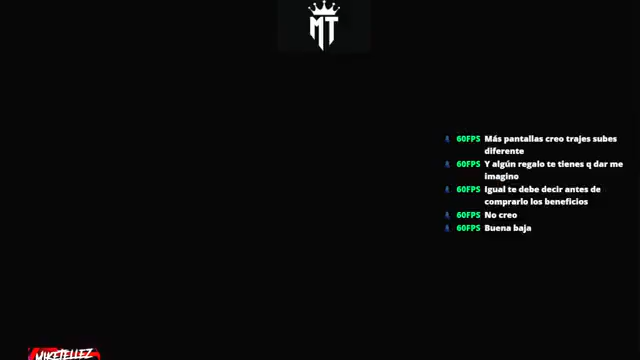 MT
60FPS Más pantallas creo trajes subes
diferente
60FPS Y algún regalo te tienes q dar me
imagino
60FPS Igual te debe decir antes de
comprarlo los beneficios
60FPS No creo
60FPS Buena baja
MIKETELLEZ